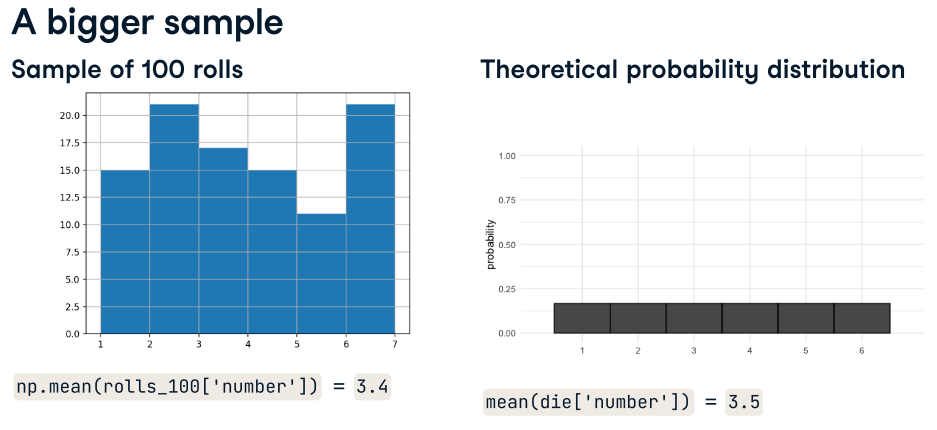 A bigger sample
Sample of 100 rolls
20.0
17.5
15.0
12.5
10.0
7.5
5.0
2.5
0.0
1 2 3 4 5 6 7
np.mean(rolls_100['number']) = 3.4
Theoretical probability distribution
probability
1.00
0.75
0.50
0.25
0.00
1 2 3 4 5 6
mean(die['number']) = 3.5